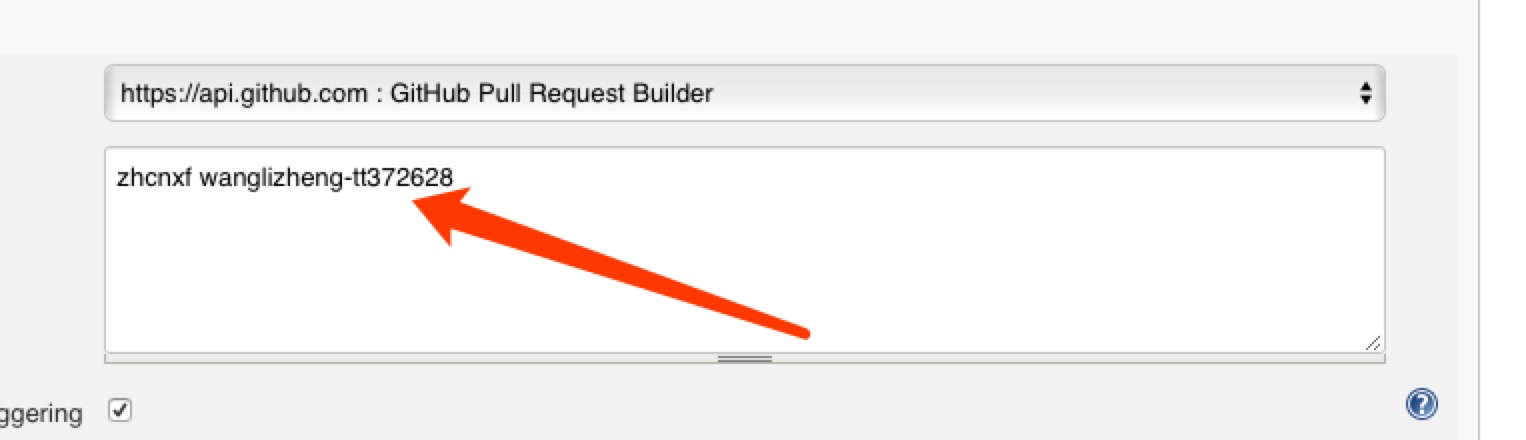 https://api.github.com : GitHub Pull Request Builder
zhcnxf wanglizheng-tt372628
ggering
?